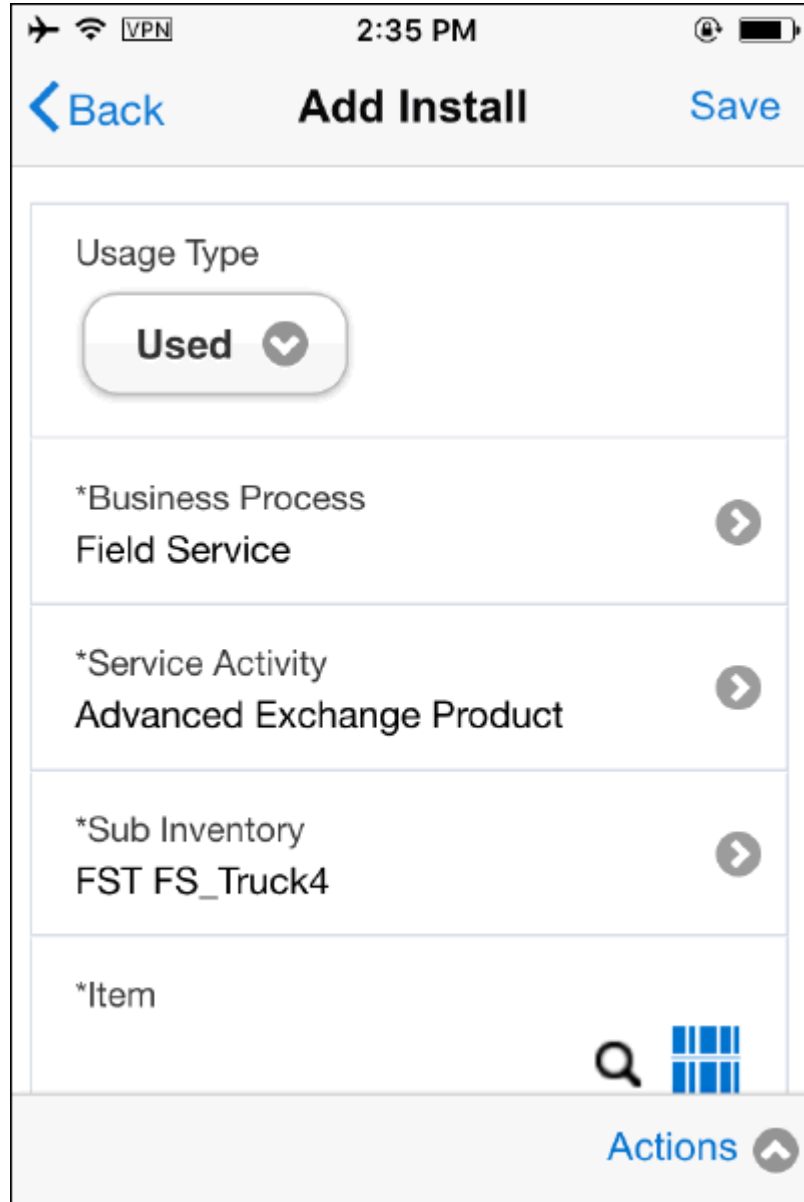 VPN
2:35 PM
Back
Add Install
Save
Usage Type
Used
*Business Process
Field Service
*Service Activity
Advanced Exchange Product
*Sub Inventory
FST FS_Truck4
*Item
Actions